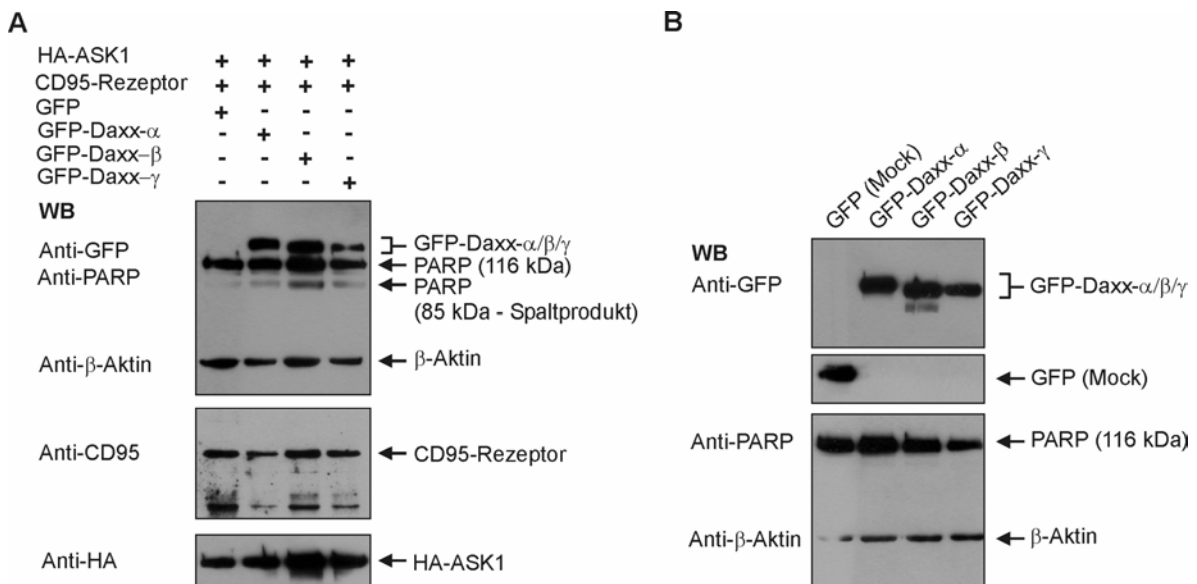 A
HA-ASK1 + + + +
CD95-Rezeptor + + + +
GFP + - - -
GFP-Daxx-α - + - -
GFP-Daxx-β - - + -
GFP-Daxx-γ - - - +
WB
Anti-GFP
GFP-Daxx-α/β/γ
Anti-PARP
PARP (116 kDa)
PARP
(85 kDa - Spaltprodukt)
Anti-β-Aktin
β-Aktin
Anti-CD95
CD95-Rezeptor
Anti-HA
HA-ASK1
B
GFP (Mock)
GFP-Daxx-α
GFP-Daxx-β
GFP-Daxx-γ
WB
Anti-GFP
GFP-Daxx-α/β/γ
GFP (Mock)
Anti-PARP
PARP (116 kDa)
Anti-β-Aktin
β-Aktin